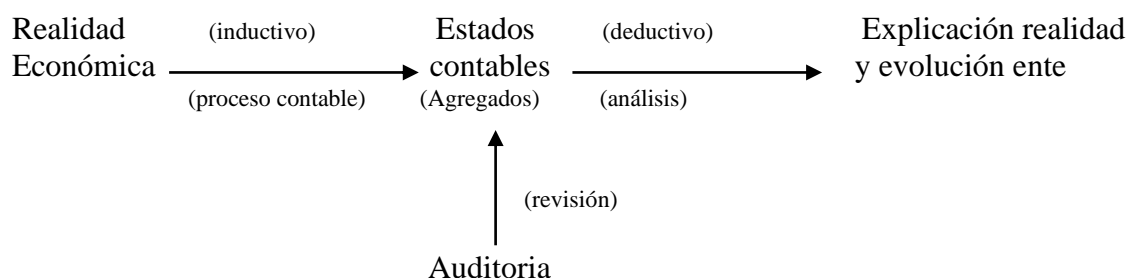 Realidad (inductivo) Estados (deductivo) Explicación realidad
Económica contables y evolución ente
(proceso contable) (Agregados) (análisis)
(revisión)
Auditoria